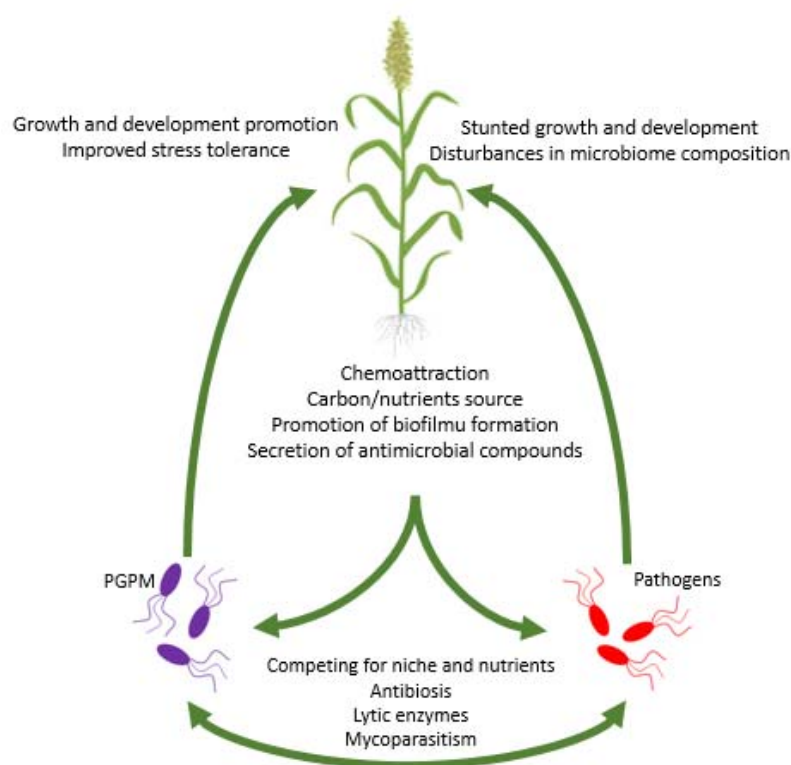 Growth and development promotion
Improved stress tolerance
Stunted growth and development
Disturbances in microbiome composition
Chemoattraction
Carbon/nutrients source
Promotion of biofilmu formation
Secretion of antimicrobial compounds
PGPM
Pathogens
Competing for niche and nutrients
Antibiosis
Lytic enzymes
Mycoparasitism